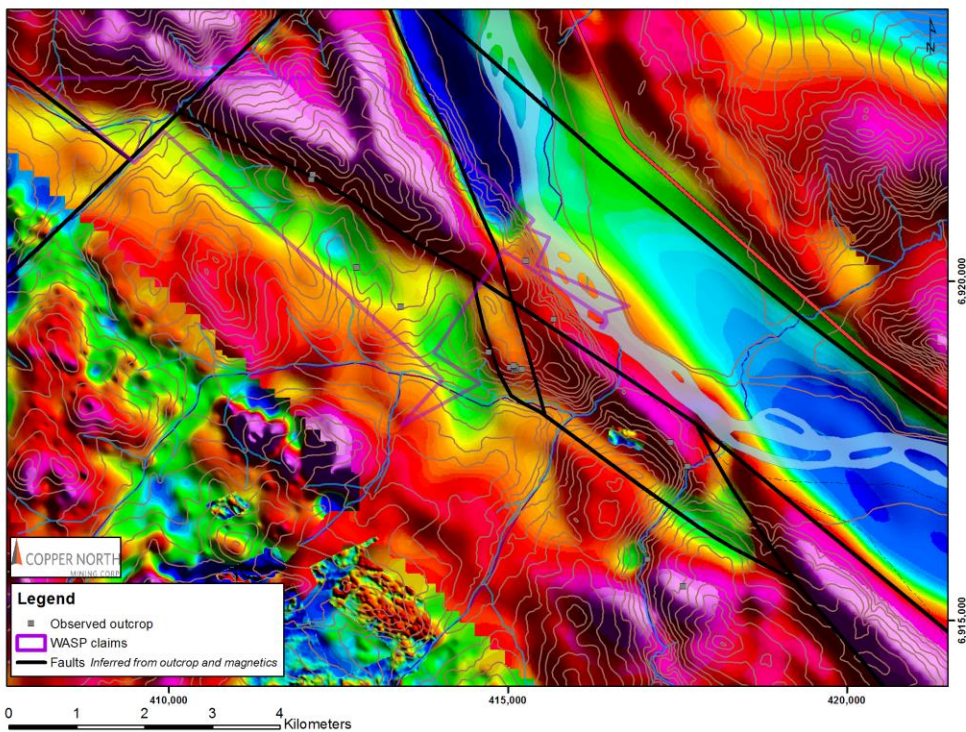 N
6,920,000
COPPER NORTH
MINING CORP
Legend
Observed outcrop
WASP claims
Faults Inferred from outcrop and magnetics
6,915,000
410,000
415,000
420,000
0 1 2 3 4
Kilometers